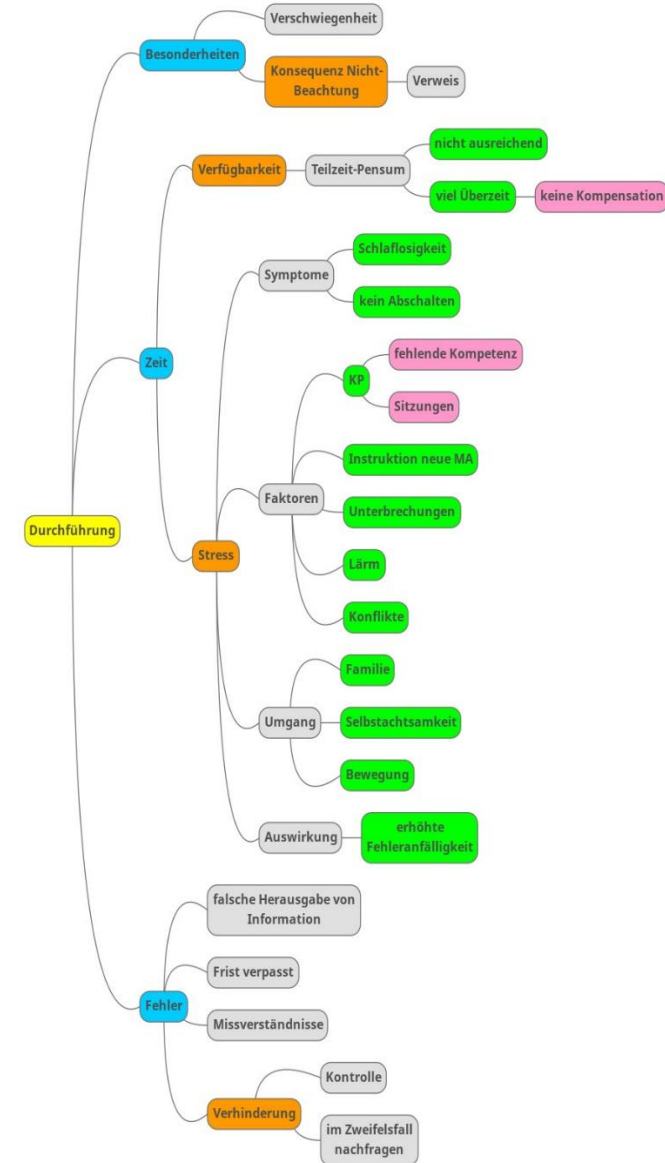 Verschwiegenheit
Besonderheiten
Konsequenz Nicht-
Beachtung
Verweis
nicht ausreichend
Verfügbarkeit
Teilzeit-Pensum
viel Überzeit
keine Kompensation
Schlaflosigkeit
Symptome
kein Abschalten
fehlende Kompetenz
Zeit
KP
Sitzungen
Instruktion neue MA
Faktoren
Unterbrechungen
Durchführung
Stress
Lärm
Konflikte
Familie
Umgang
Selbstachtsamkeit
Bewegung
Auswirkung
erhöhte
Fehleranfälligkeit
falsche Herausgabe von
Information
Frist verpasst
Fehler
Missverständnisse
Kontrolle
Verhinderung
im Zweifelsfall
nachfragen